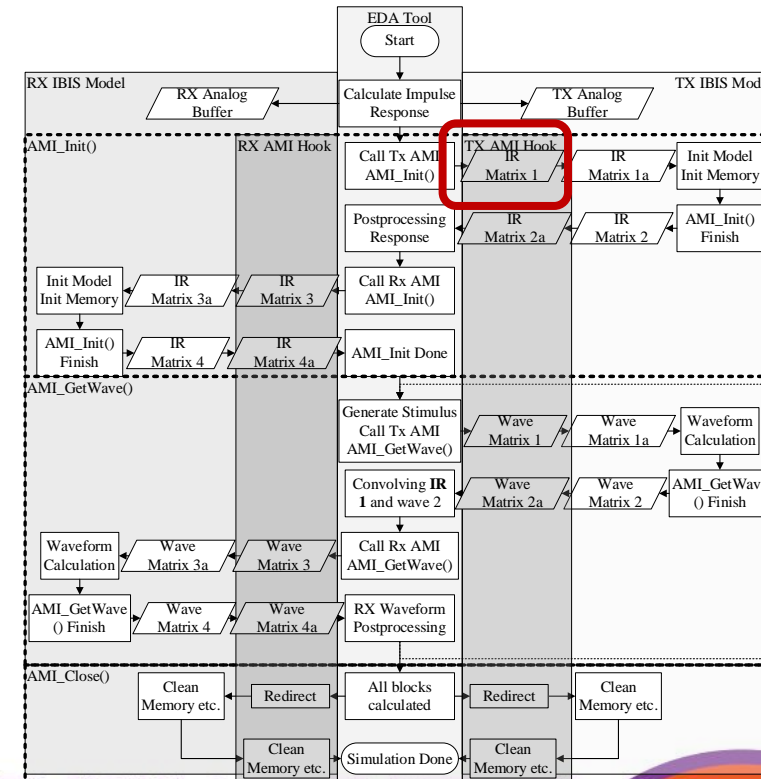 EDA Tool
Start
RX IBIS Model
RX Analog
Buffer
Calculate Impulse
Response
TX Analog
Buffer
TX IBIS Mod
AMI_Init()
RX AMI Hook
Call Tx AMI
AMI_Init()
TX AMI Hook
IR
Matrix 1
IR
Matrix 1a
Init Model
Init Memory
Postprocessing
Response
IR
Matrix 2a
IR
Matrix 2
AMI_Init()
Finish
Init Model
Init Memory
IR
Matrix 3a
IR
Matrix 3
Call Rx AMI
AMI_Init()
AMI_Init()
Finish
IR
Matrix 4
IR
Matrix 4a
AMI_Init Done
AMI_GetWave()
Generate Stimulus
Call Tx AMI
AMI_GetWave()
Wave
Matrix 1
Wave
Matrix 1a
Waveform
Calculation
Convolving IR
1 and wave 2
Wave
Matrix 2a
Wave
Matrix 2
AMI_GetWav
() Finish
Waveform
Calculation
Wave
Matrix 3a
Wave
Matrix 3
Call Rx AMI
AMI_GetWave()
AMI_GetWave
() Finish
Wave
Matrix 4
Wave
Matrix 4a
RX Waveform
Postprocessing
AMI_Close()
Clean
Memory etc.
Redirect
All blocks
calculated
Redirect
Clean
Memory etc.
Clean
Memory etc.
Simulation Done
Clean
Memory etc.